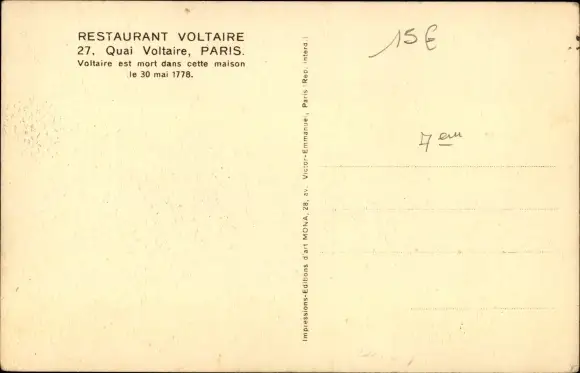 RESTAURANT VOLTAIRE
27, Quai Voltaire, PARIS.
Voltaire est mort dans cette maison
le 30 mai 1778.
Impressions-Editions d'art MONA, 28, av. Victor-Emmanuel, Paris (Rep. interd.)
15€
7em